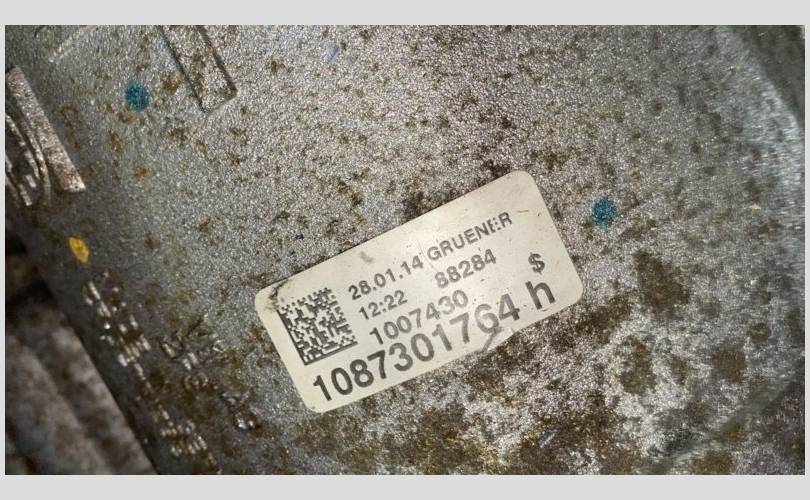 28.01.14 GRUENER
12:22 88284 $
1007430
1087301764 h